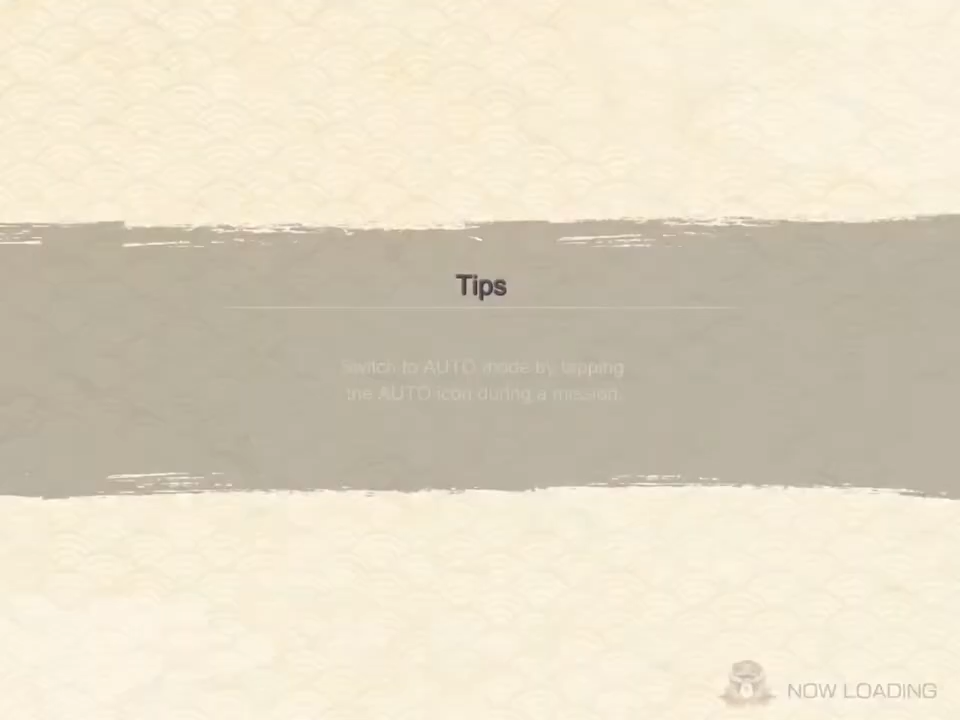 Tips
Switch to AUTO mode by tapping
the AUTO icon during a mission.
NOW LOADING